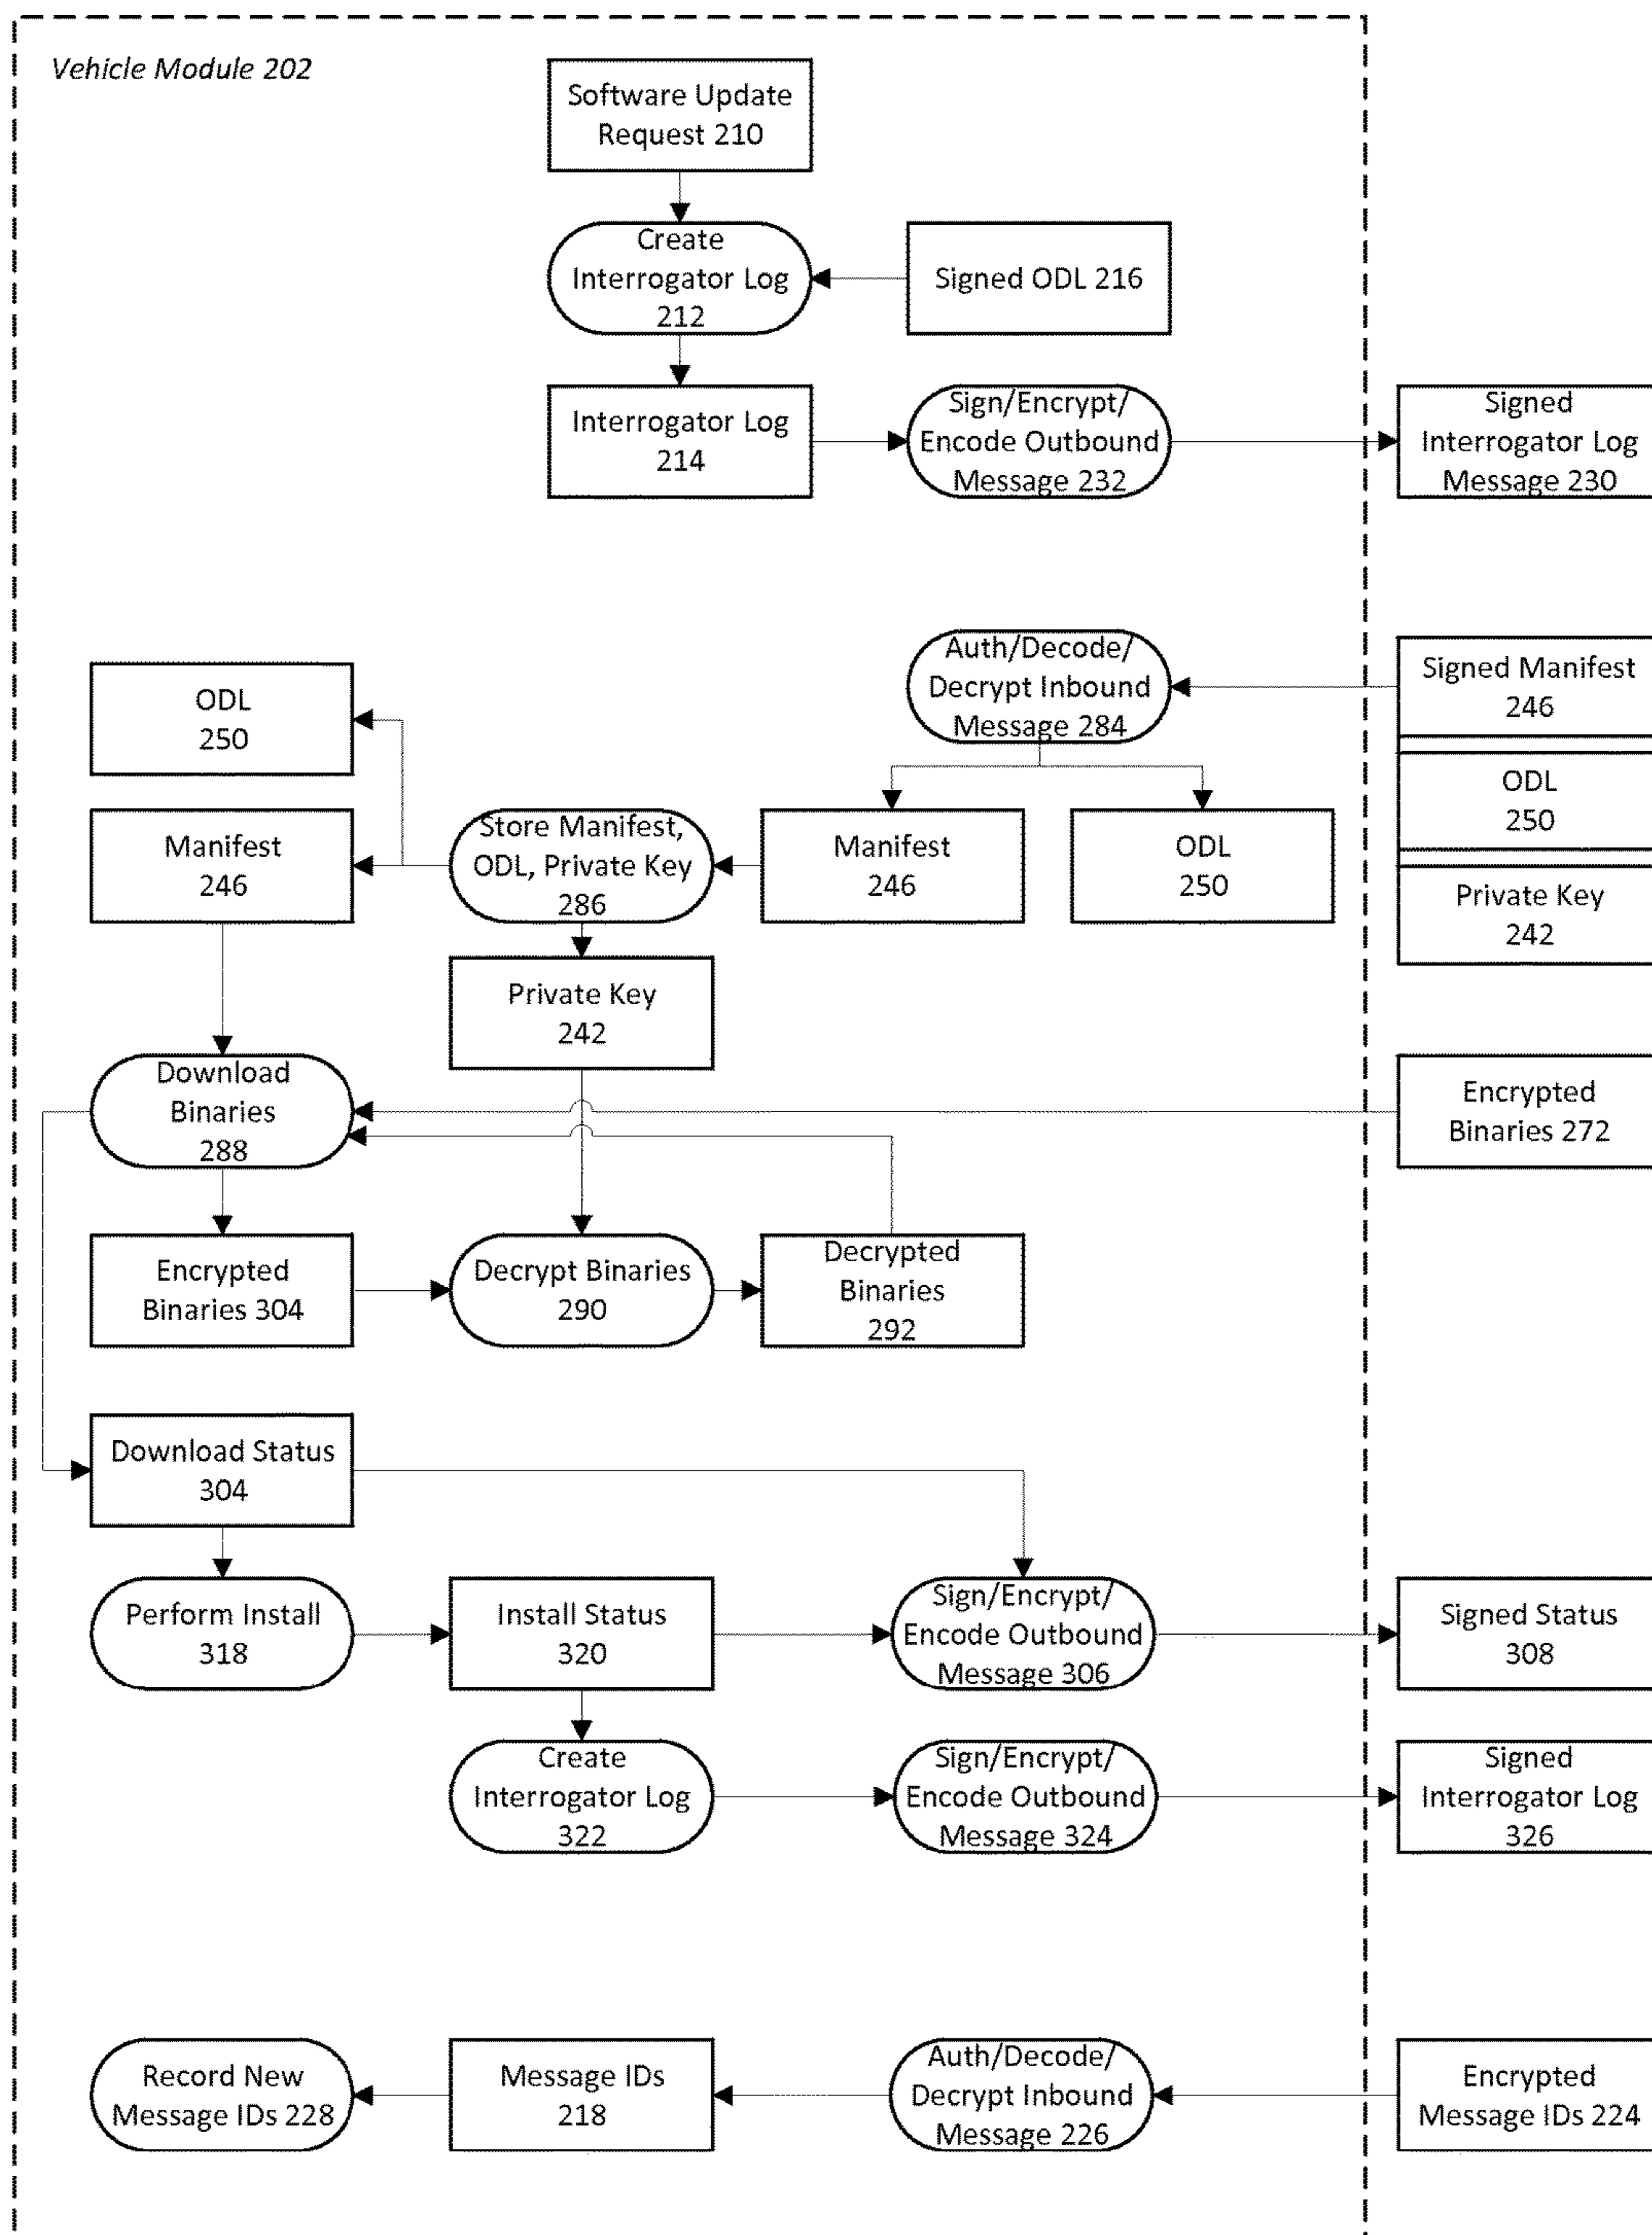 Vehicle Module 202
Software Update
Request 210
Create
Interrogator Log
212
Signed ODL 216
Interrogator Log
214
Sign/Encrypt/
Encode Outbound
Message 232
Signed
Interrogator Log
Message 230
Auth/Decode/
Decrypt Inbound
Message 284
Signed Manifest
246
ODL
250
ODL
250
Private Key
242
Manifest
246
Store Manifest,
ODL, Private Key
286
Manifest
246
ODL
250
Private Key
242
Download
Binaries
288
Encrypted
Binaries 272
Encrypted
Binaries 304
Decrypt Binaries
290
Decrypted
Binaries
292
Download Status
304
Perform Install
318
Install Status
320
Sign/Encrypt/
Encode Outbound
Message 306
Signed Status
308
Create
Interrogator Log
322
Sign/Encrypt/
Encode Outbound
Message 324
Signed
Interrogator Log
326
Record New
Message IDs 228
Message IDs
218
Auth/Decode/
Decrypt Inbound
Message 226
Encrypted
Message IDs 224